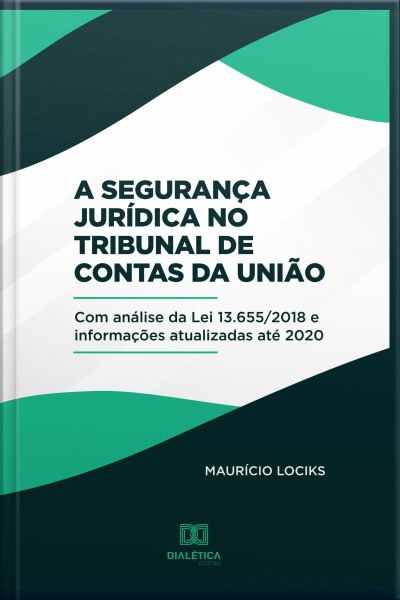 A SEGURANÇA
JURÍDICA NO
TRIBUNAL DE
CONTAS DA UNIÃO
Com análise da Lei 13.655/2018 e
informações atualizadas até 2020
MAURÍCIO LOCIKS
DIALÉTICA
EDITORA